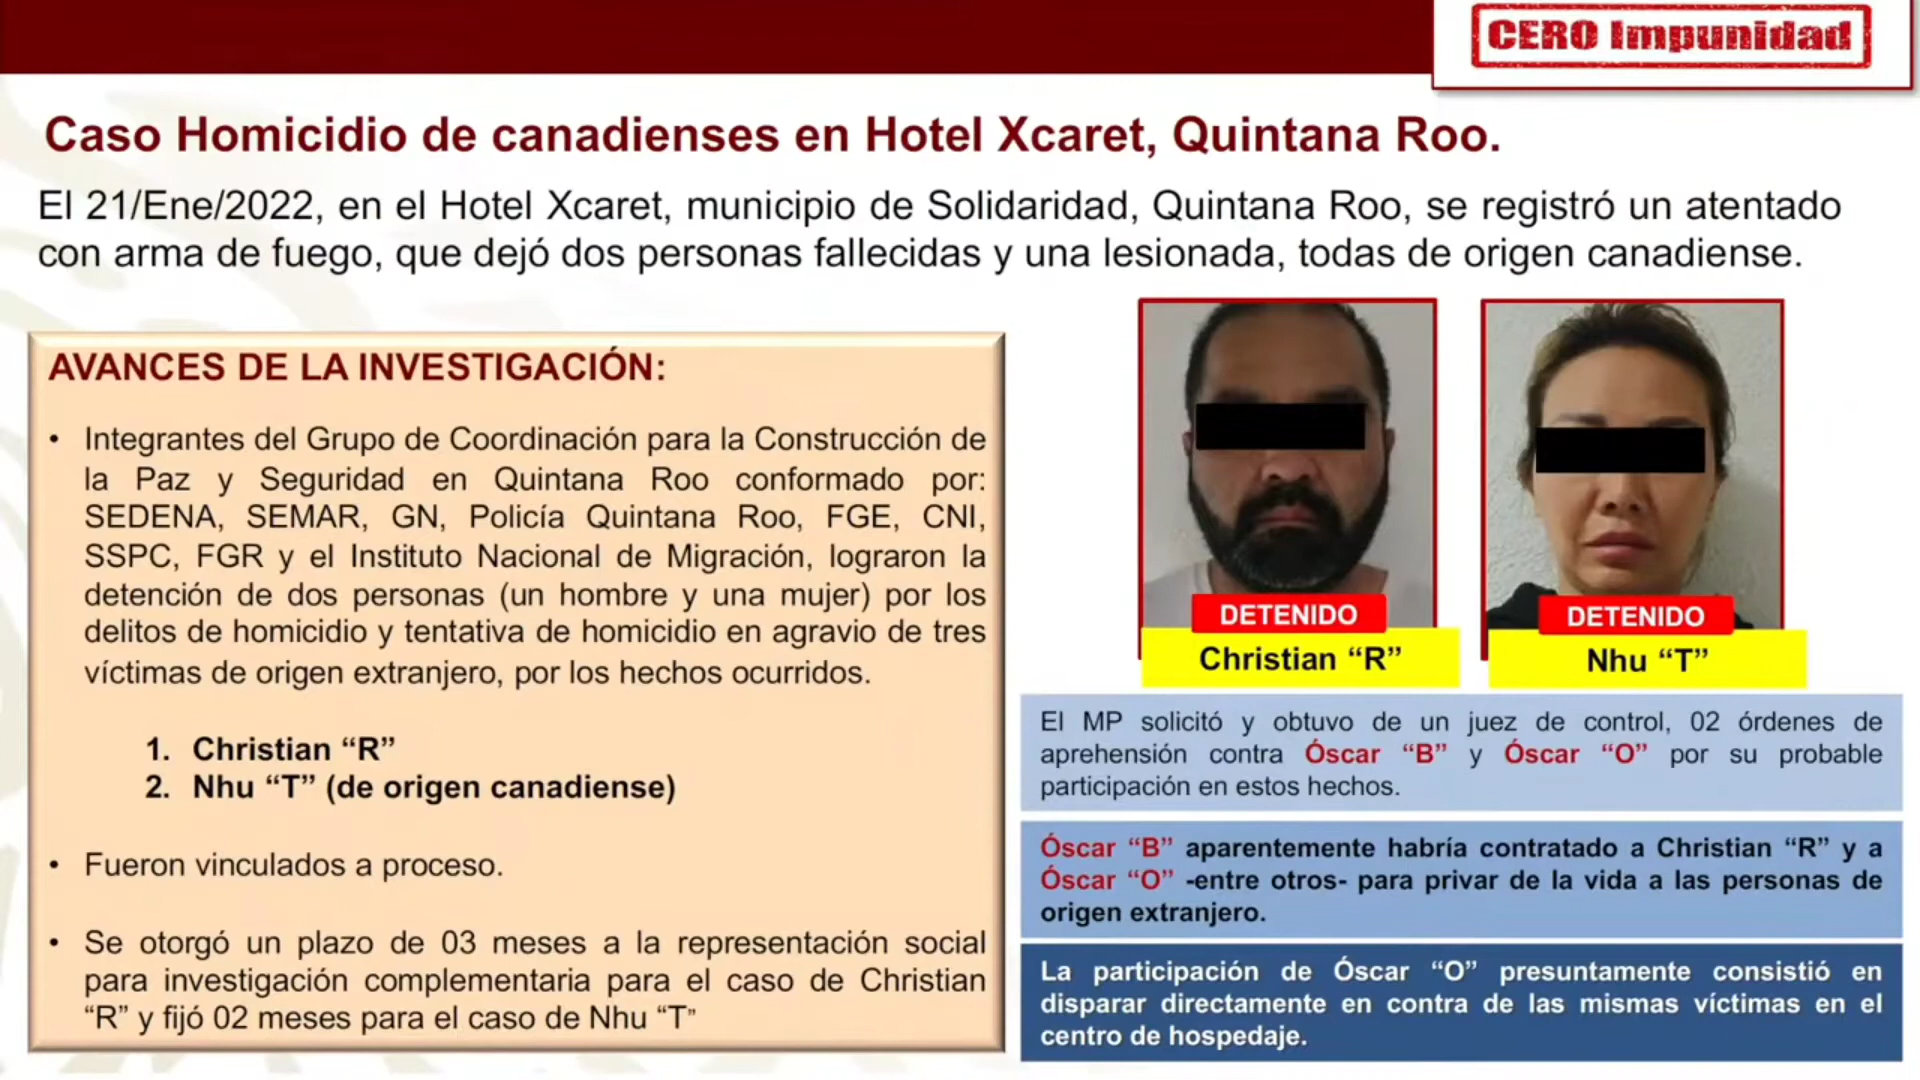 CERO Impunidad
Caso Homicidio de canadienses en Hotel Xcaret, Quintana Roo.
El 21/Ene/2022, en el Hotel Xcaret, municipio de Solidaridad, Quintana Roo, se registró un atentado
con arma de fuego, que dejó dos personas fallecidas y una lesionada, todas de origen canadiense.
AVANCES DE LA INVESTIGACIÓN:
• Integrantes del Grupo de Coordinación para la Construcción de
la Paz y Seguridad en Quintana Roo conformado por:
SEDENA, SEMAR, GN, Policía Quintana Roo, FGE, CNI,
SSPC, FGR y el Instituto Nacional de Migración, lograron la
detención de dos personas (un hombre y una mujer) por los
delitos de homicidio y tentativa de homicidio en agravio de tres
víctimas de origen extranjero, por los hechos ocurridos.
1. Christian “R”
2. Nhu “T” (de origen canadiense)
• Fueron vinculados a proceso.
• Se otorgó un plazo de 03 meses a la representación social
para investigación complementaria para el caso de Christian
“R” y fijó 02 meses para el caso de Nhu “T”
DETENIDO
Christian “R”
DETENIDO
Nhu “T”
El MP solicitó y obtuvo de un juez de control, 02 órdenes de
aprehensión contra Óscar “B” y Óscar “O” por su probable
participación en estos hechos.
Óscar “B” aparentemente habría contratado a Christian “R” y a
Óscar “O” -entre otros- para privar de la vida a las personas de
origen extranjero.
La participación de Óscar “O” presuntamente consistió en
disparar directamente en contra de las mismas víctimas en el
centro de hospedaje.